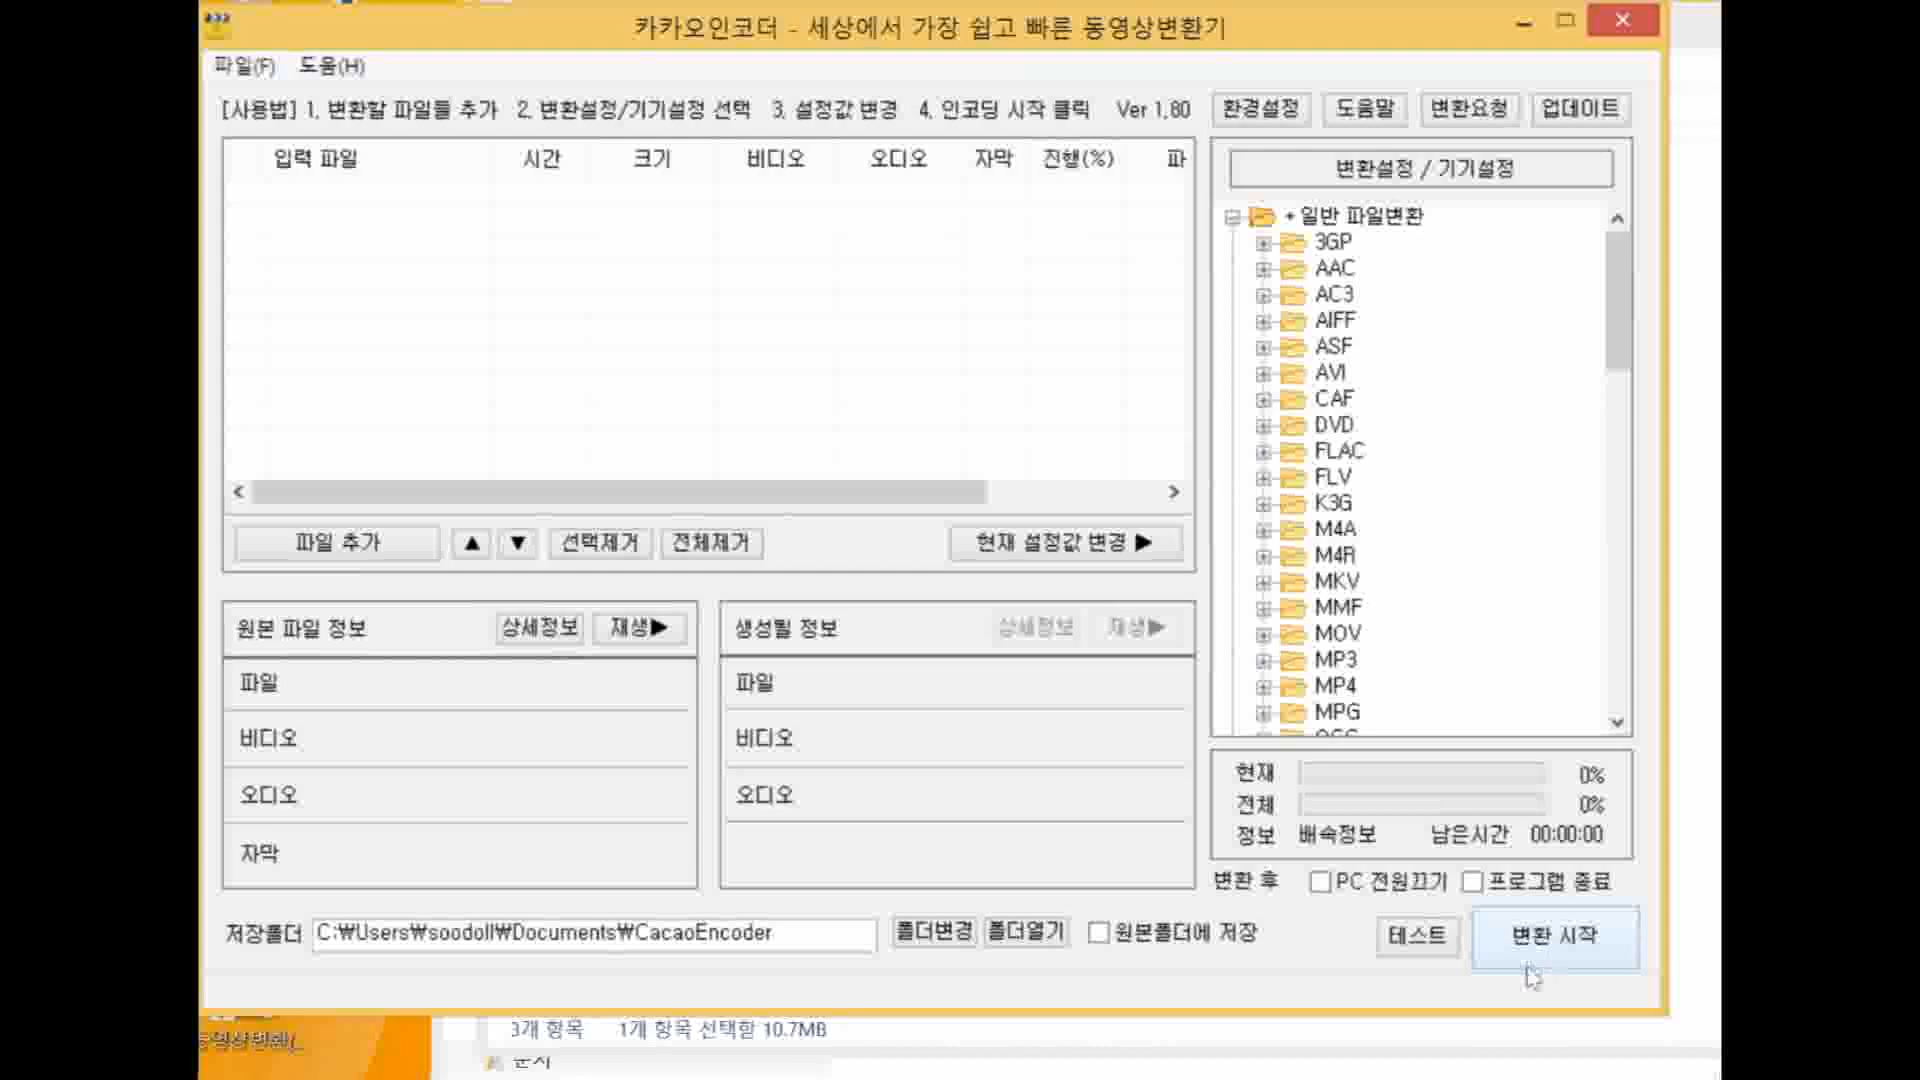 카카오인코더 - 세상에서 가장 쉽고 빠른 동영상변환기
파일(F) 도움(H)
[사용법] 1. 변환할 파일들 추가 2. 변환설정/기기설정 선택 3. 설정값 변경 4. 인코딩 시작 클릭 Ver 1.80
환경설정 도움말 변환요청 업데이트
입력 파일 시간 크기 비디오 오디오 자막 진행(%) 파
변환설정 / 기기설정
+ 일반 파일변환
3GP
AAC
AC3
AIFF
ASF
AVI
CAF
DVD
FLAC
FLV
K3G
M4A
M4R
MKV
MMF
MOV
MP3
MP4
MPG
파일 추가 ▲ ▼ 선택제거 전체제거 현재 설정값 변경 ▶
원본 파일 정보 상세정보 재생▶
파일
비디오
오디오
자막
생성될 정보 상세정보 재생▶
파일
비디오
오디오
현재 0%
전체 0%
정보 배속정보 남은시간 00:00:00
변환 후 PC 전원끄기 프로그램 종료
저장폴더 C:₩Users₩soodoll₩Documents₩CacaoEncoder 폴더변경 폴더열기 원본폴더에 저장 테스트 변환 시작
3개 항목 1개 항목 선택함 10.7MB